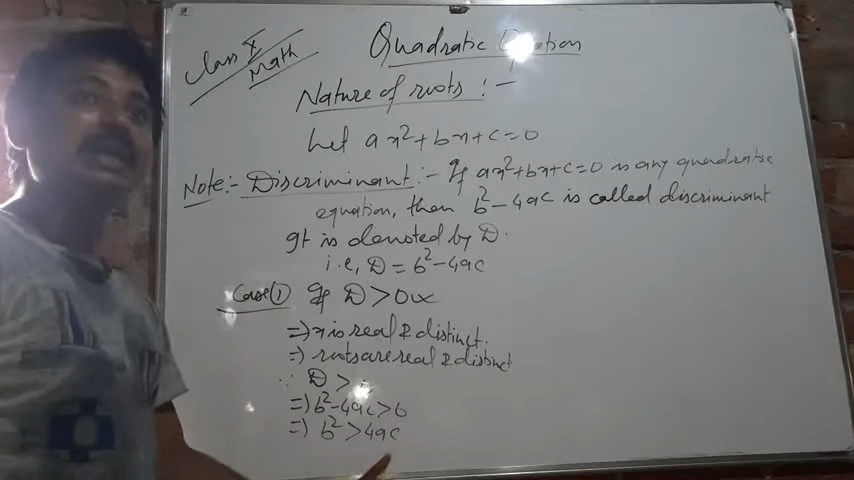 Class X
Math
Quadratic Equation
Nature of roots :-
Let ax²+bx+c=0
Note:- Discriminant:- If ax²+bx+c=0 is any quadratic
equation, then b²-4ac is called discriminant
It is denoted by D.
i.e, D=b²-4ac
Case(1) If D>0
=> x is real & distinct.
=> roots are real & distinct
∵ D >
=> b²-4ac>0
=> b²>4ac